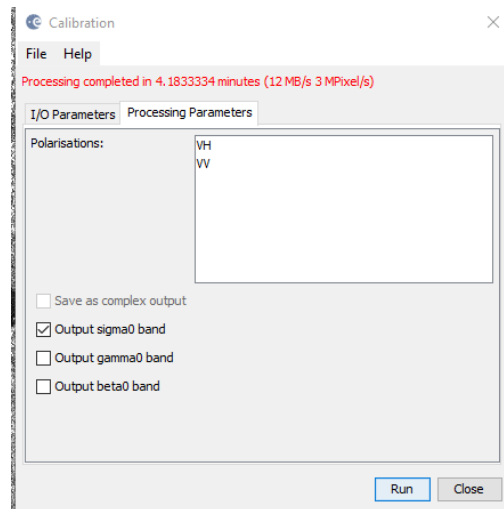 Calibration
File Help
Processing completed in 4.1833334 minutes (12 MB/s 3 MPixel/s)
I/O Parameters Processing Parameters
Polarisations:
VH
VV
Save as complex output
Output sigma0 band
Output gamma0 band
Output beta0 band
Run Close